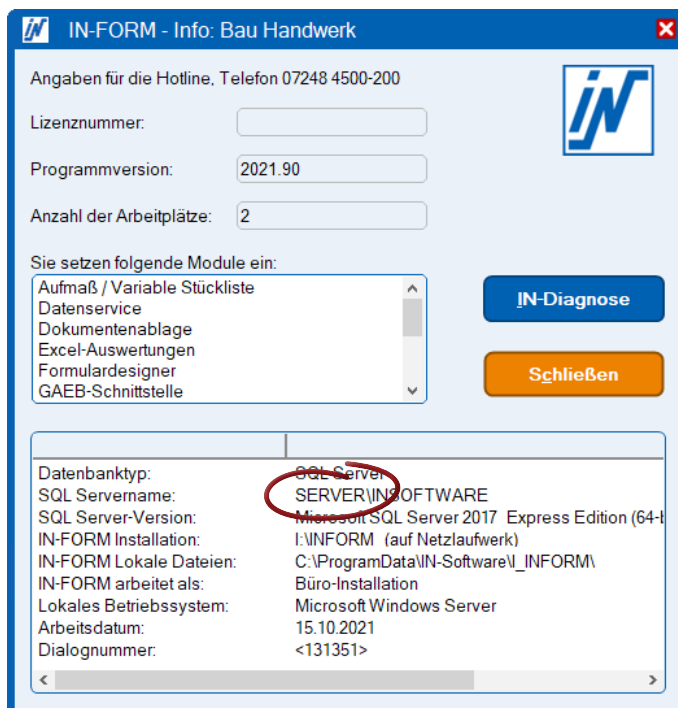 IN IN-FORM - Info: Bau Handwerk
Angaben für die Hotline, Telefon 07248 4500-200
iN
Lizenznummer:
Programmversion: 2021.90
Anzahl der Arbeitplätze: 2
Sie setzen folgende Module ein:
Aufmaß / Variable Stückliste
Datenservice
Dokumentenablage
Excel-Auswertungen
Formulardesigner
GAEB-Schnittstelle
IN-Diagnose
Schließen
Datenbanktyp: SQL-Server
SQL Servername: SERVER\INSOFTWARE
SQL Server-Version: Microsoft SQL Server 2017 Express Edition (64-b
IN-FORM Installation: I:\INFORM (auf Netzlaufwerk)
IN-FORM Lokale Dateien: C:\ProgramData\IN-Software\I_INFORM\
IN-FORM arbeitet als: Büro-Installation
Lokales Betriebssystem: Microsoft Windows Server
Arbeitsdatum: 15.10.2021
Dialognummer: <131351>